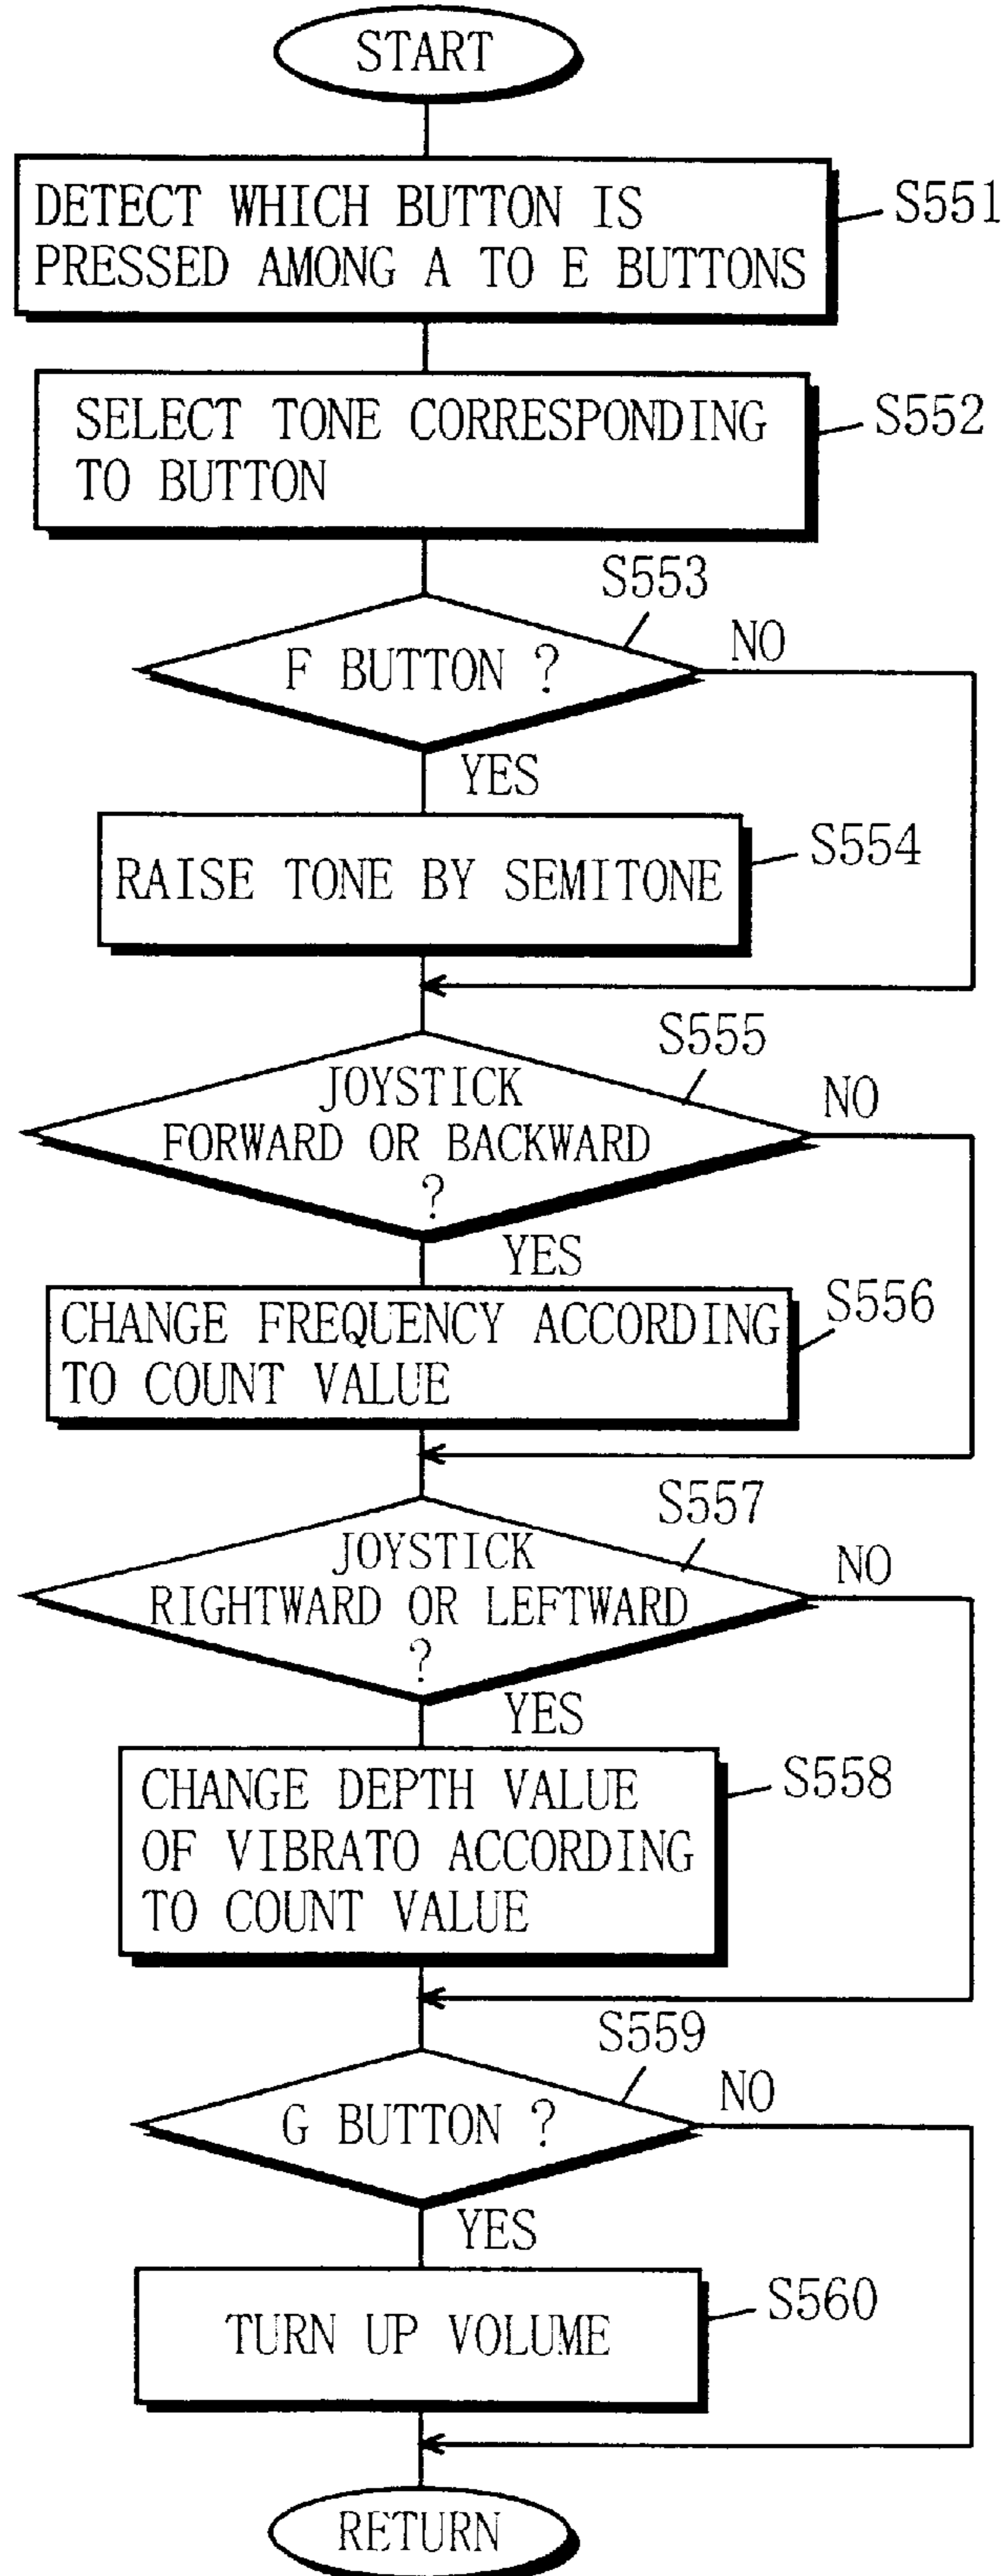 START
DETECT WHICH BUTTON IS
PRESSED AMONG A TO E BUTTONS
S551
SELECT TONE CORRESPONDING
TO BUTTON
S552
S553
F BUTTON ?
NO
YES
RAISE TONE BY SEMITONE
S554
S555
JOYSTICK
FORWARD OR BACKWARD
?
NO
YES
CHANGE FREQUENCY ACCORDING
TO COUNT VALUE
S556
S557
JOYSTICK
RIGHTWARD OR LEFTWARD
?
NO
YES
CHANGE DEPTH VALUE
OF VIBRATO ACCORDING
TO COUNT VALUE
S558
S559
G BUTTON ?
NO
YES
TURN UP VOLUME
S560
RETURN